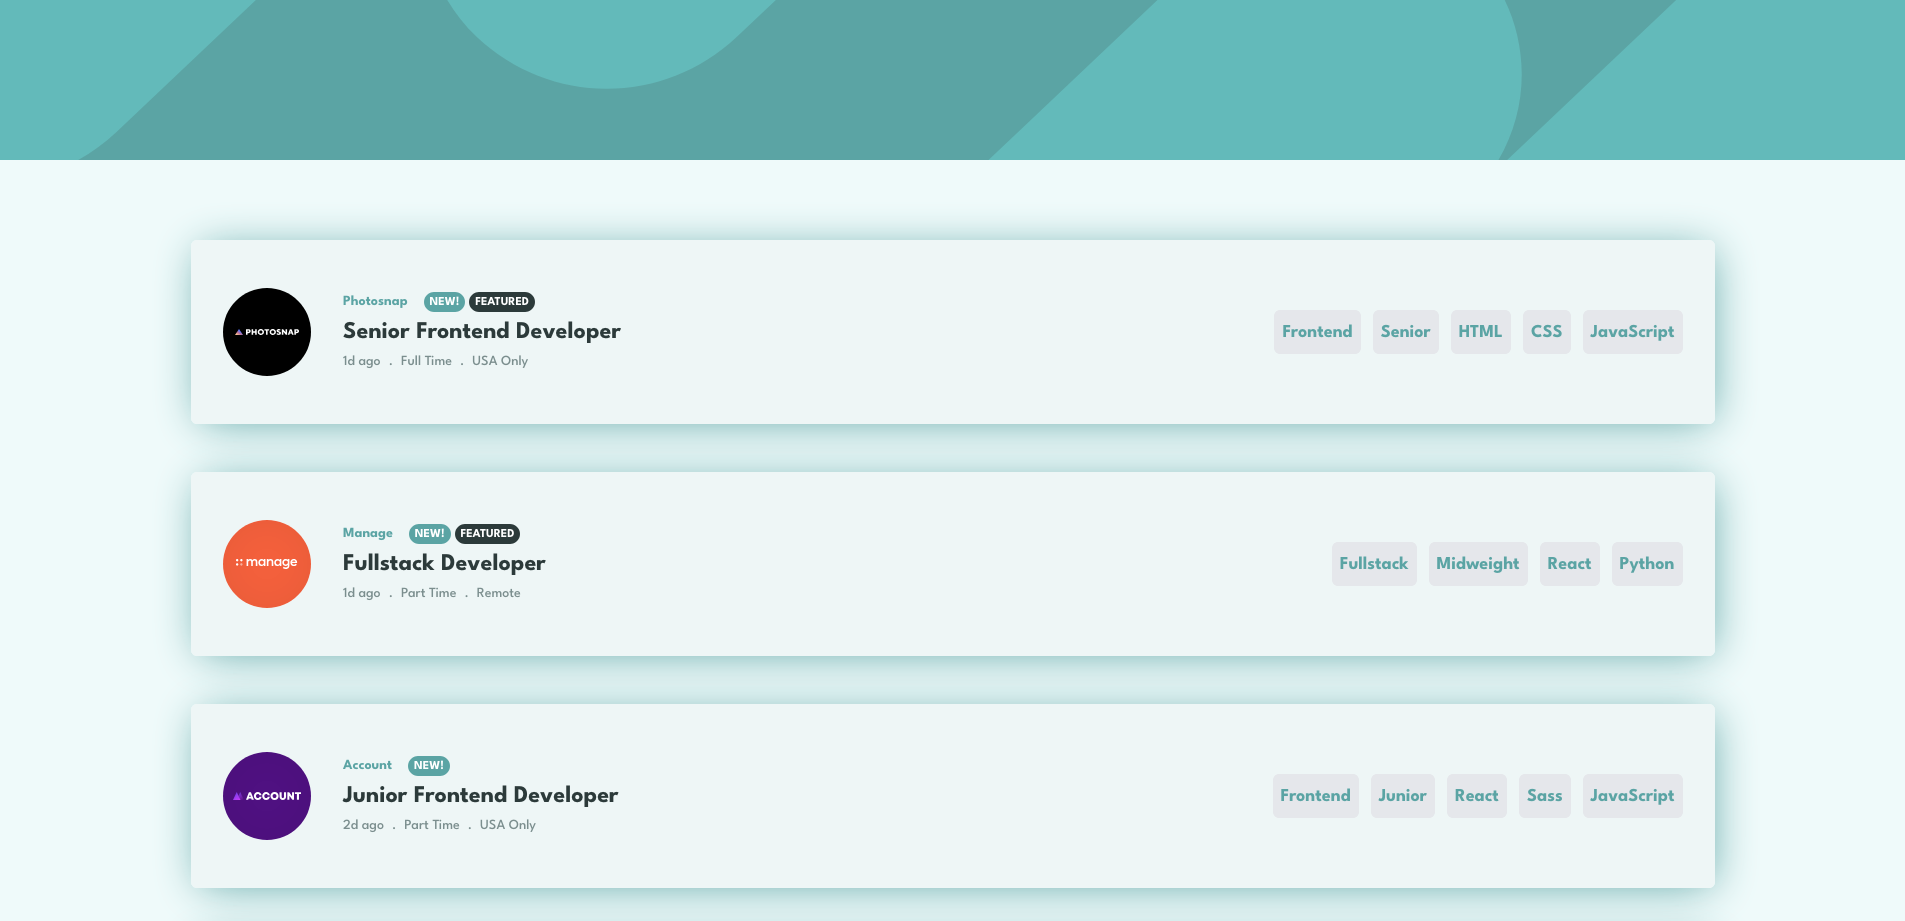 PHOTOSNAP
Photosnap NEW! FEATURED
Senior Frontend Developer
1d ago . Full Time . USA Only
Frontend Senior HTML CSS JavaScript
manage
Manage NEW! FEATURED
Fullstack Developer
1d ago . Part Time . Remote
Fullstack Midweight React Python
ACCOUNT
Account NEW!
Junior Frontend Developer
2d ago . Part Time . USA Only
Frontend Junior React Sass JavaScript